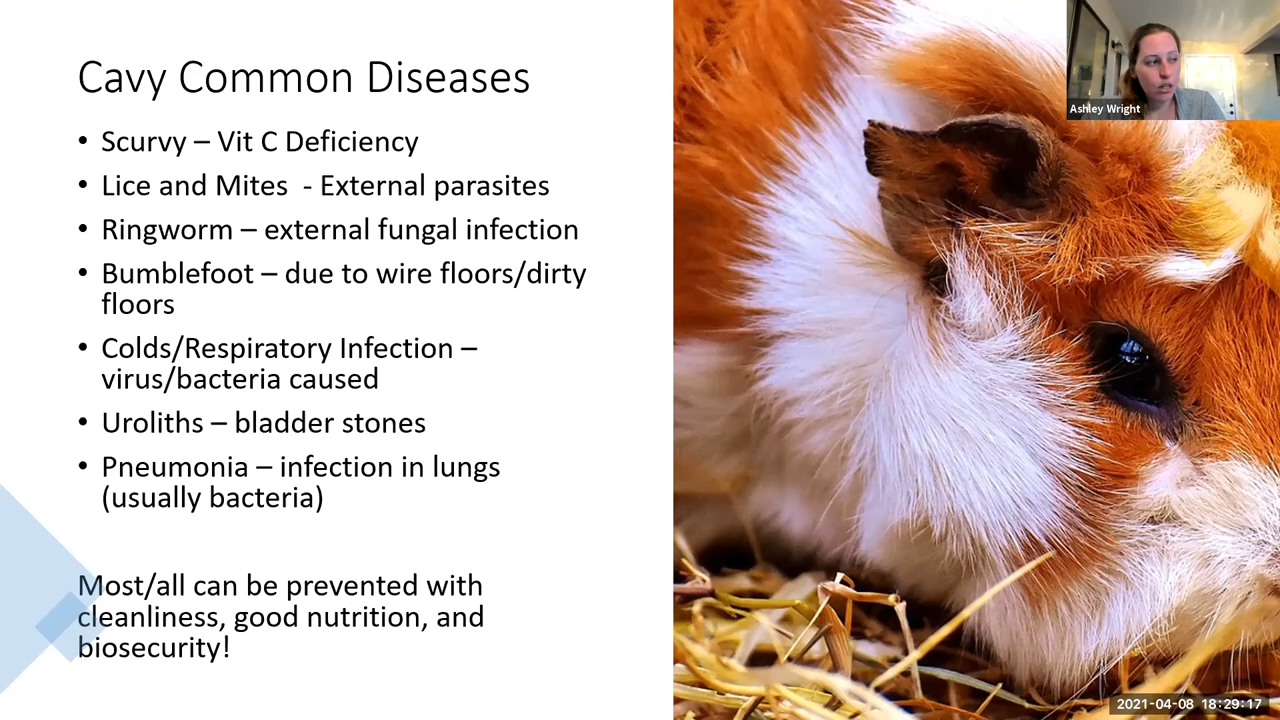 Cavy Common Diseases
• Scurvy – Vit C Deficiency
• Lice and Mites  - External parasites
• Ringworm – external fungal infection
• Bumblefoot – due to wire floors/dirty
floors
• Colds/Respiratory Infection –
virus/bacteria caused
• Uroliths – bladder stones
• Pneumonia – infection in lungs
(usually bacteria)
Most/all can be prevented with
cleanliness, good nutrition, and
biosecurity!
Ashley Wright
2021-04-08 18:29:17